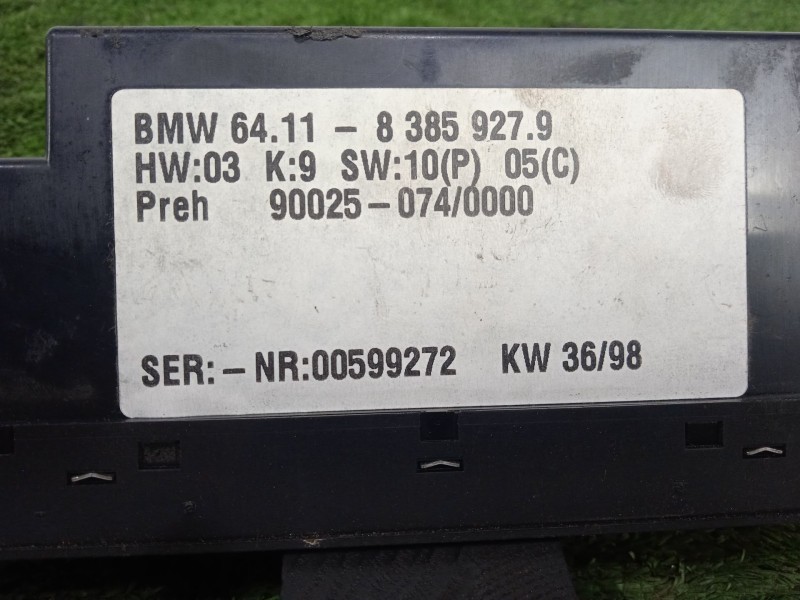 BMW 64.11 - 8 385 927.9
HW:03 K:9 SW:10(P) 05(C)
Preh 90025-074/0000
SER:-NR:00599272 KW 36/98